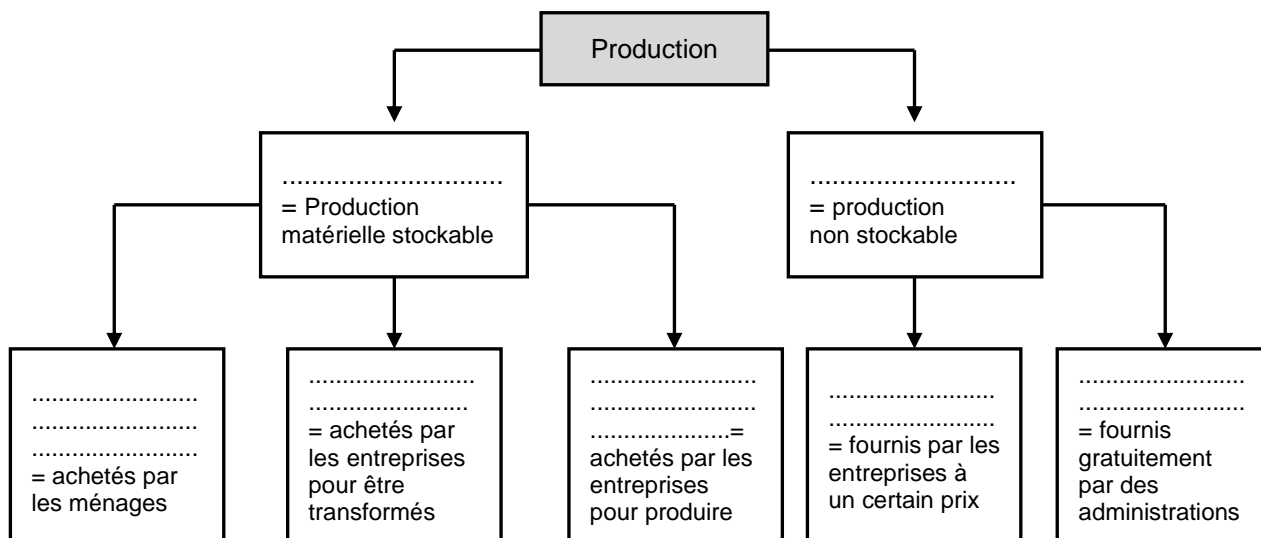 Production
..............................
= Production
matérielle stockable
............................
= production
non stockable
.........................
.........................
.........................
= achetés par
les ménages
.........................
........................
= achetés par
les entreprises
pour être
transformés
.........................
.........................
.....................=
achetés par les
entreprises
pour produire
.........................
.........................
= fournis par les
entreprises à
un certain prix
.........................
.........................
= fournis
gratuitement
par des
administrations